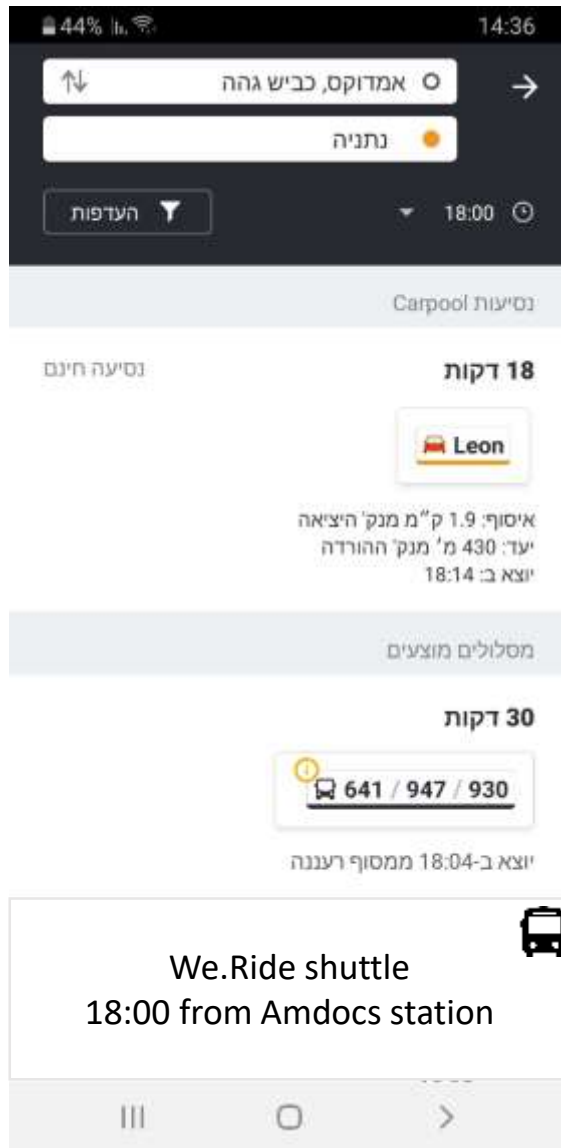 44% 14:36
אמדוקס, כביש גהה
נתניה
18:00 העדפות
נסיעות Carpool
18 דקות נסיעה חינם
Leon
איסוף: 1.9 ק״מ מנק' היציאה
יעד: 430 מ' מנק' ההורדה
יוצא ב: 18:14
מסלולים מוצעים
30 דקות
641 / 947 / 930
יוצא ב-18:04 ממסוף רעננה
We.Ride shuttle
18:00 from Amdocs station